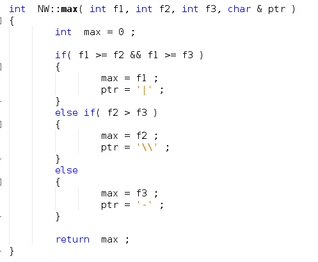 int  NW::max( int f1, int f2, int f3, char & ptr )
{
        int  max = 0 ;

        if( f1 >= f2 && f1 >= f3 )
        {
                max = f1 ;
                ptr = '|' ;
        }
        else if( f2 > f3 )
        {
                max = f2 ;
                ptr = '\\' ;
        }
        else
        {
                max = f3 ;
                ptr = '-' ;
        }

        return  max ;
}